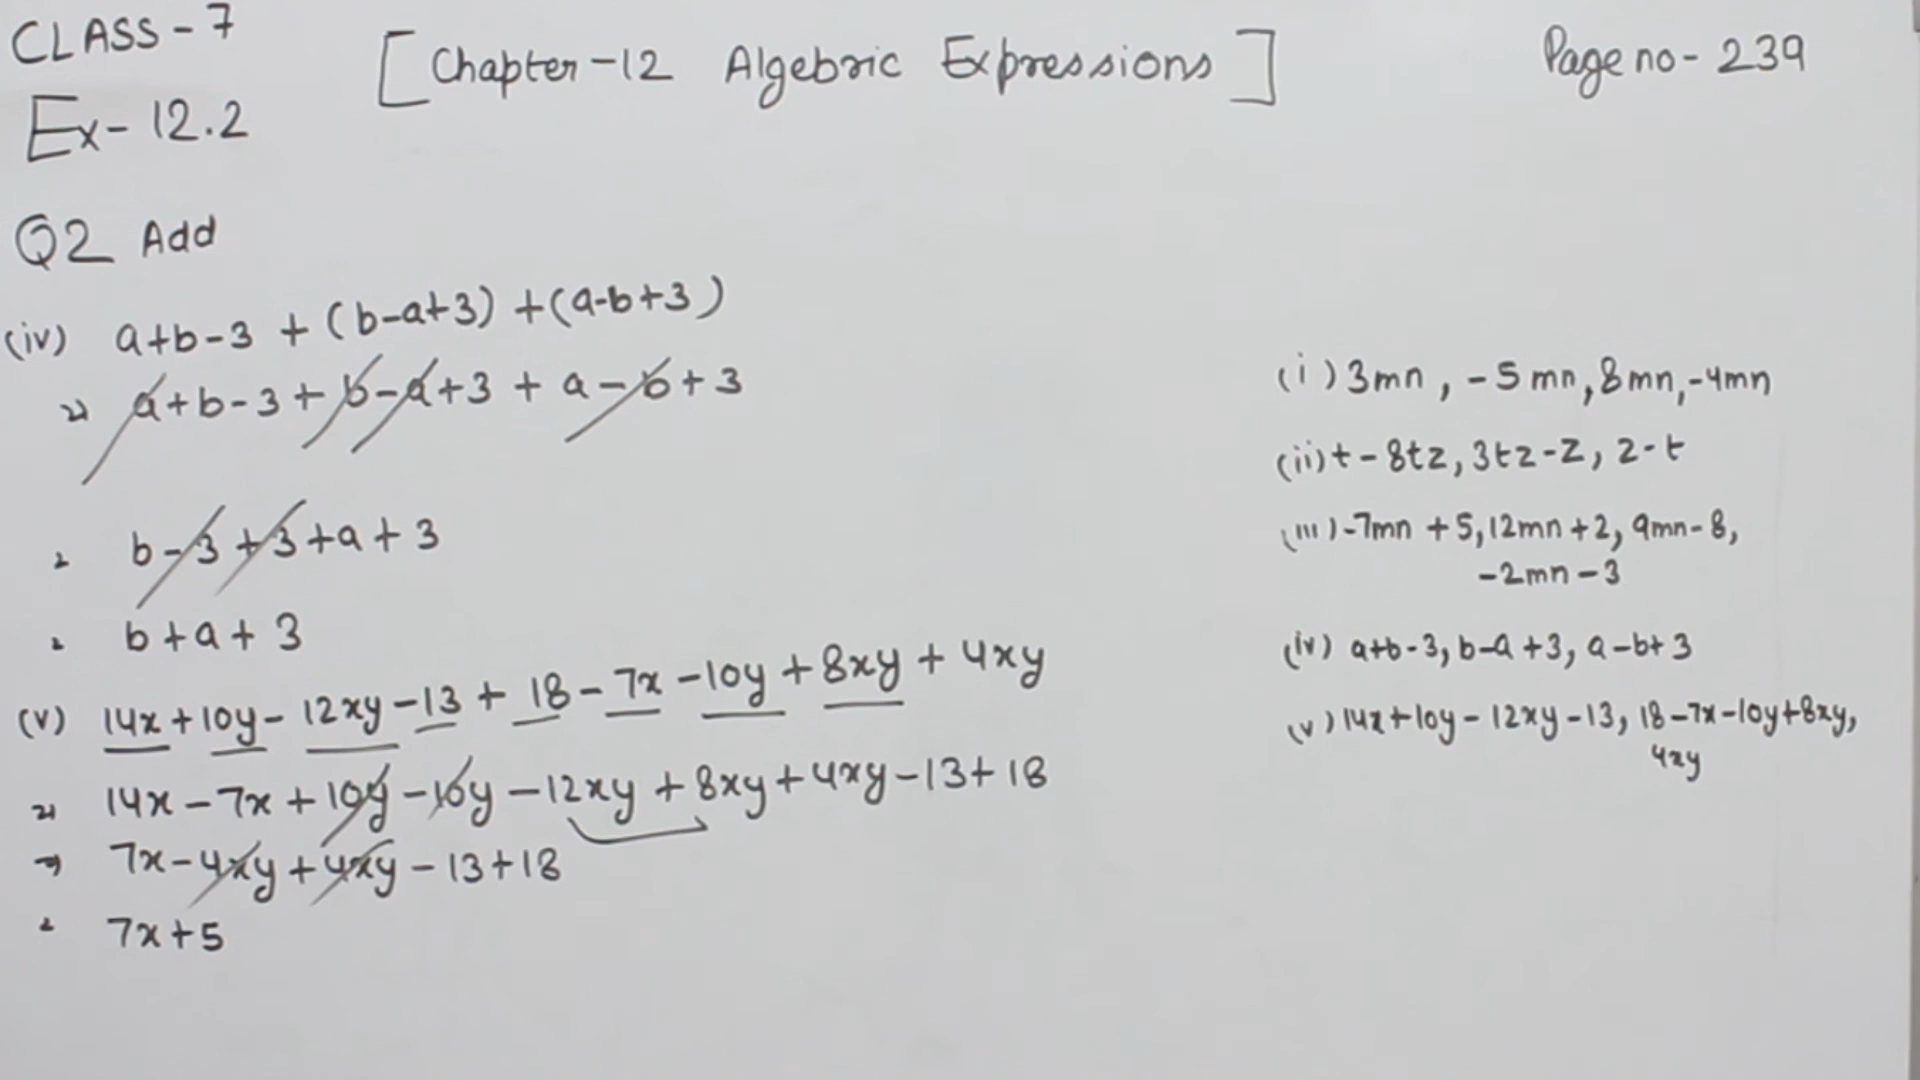 CLASS-7
[Chapter-12 Algebric Expressions]
Page no-239
Ex-12.2
Q2 Add
(iv) a+b-3 + (b-a+3) +(a-b+3)
a+b-3+b-a+3+a-b+3
b-3+3+a+3
b+a+3
(v) 14x+10y-12xy-13+18-7x-10y+8xy+4xy
14x-7x+10y-10y-12xy+8xy+4xy-13+18
⇒ 7x-4xy+4xy-13+18
7x+5
(i) 3mn, -5mn, 8mn, -4mn
(ii) t-8tz, 3tz-z, z-t
(iii) -7mn+5, 12mn+2, 9mn-8,
-2mn-3
(iv) a+b-3, b-a+3, a-b+3
(v) 14x+10y-12xy-13, 18-7x-10y+8xy,
4xy